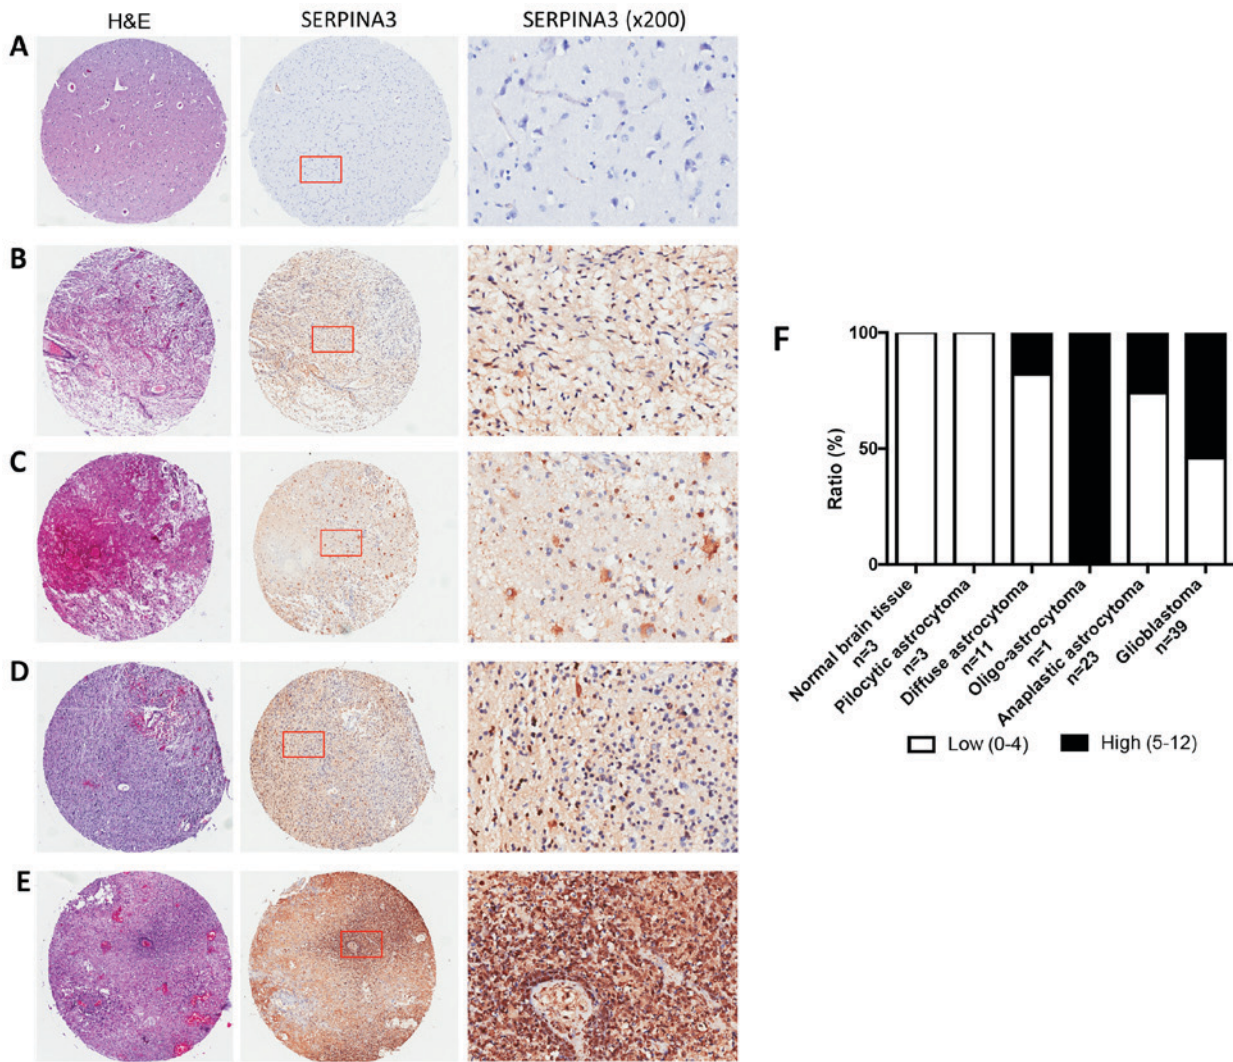 H&E
SERPINA3
SERPINA3 (x200)
A
B
C
D
E
F
100
50
0
Ratio (%)
Normal brain tissue
n=3
Pilocytic astrocytoma
n=3
Diffuse astrocytoma
n=11
Oligo-astrocytoma
n=1
Anaplastic astrocytoma
n=23
Glioblastoma
n=39
Low (0-4)
High (5-12)